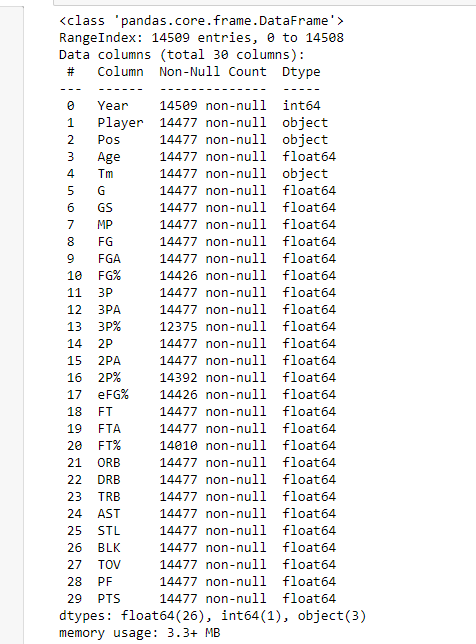 <class 'pandas.core.frame.DataFrame'>
RangeIndex: 14509 entries, 0 to 14508
Data columns (total 30 columns):
 #   Column  Non-Null Count  Dtype
---  ------  --------------  -----
 0   Year    14509 non-null  int64
 1   Player  14477 non-null  object
 2   Pos     14477 non-null  object
 3   Age     14477 non-null  float64
 4   Tm      14477 non-null  object
 5   G       14477 non-null  float64
 6   GS      14477 non-null  float64
 7   MP      14477 non-null  float64
 8   FG      14477 non-null  float64
 9   FGA     14477 non-null  float64
 10  FG%     14426 non-null  float64
 11  3P      14477 non-null  float64
 12  3PA     14477 non-null  float64
 13  3P%     12375 non-null  float64
 14  2P      14477 non-null  float64
 15  2PA     14477 non-null  float64
 16  2P%     14392 non-null  float64
 17  eFG%    14426 non-null  float64
 18  FT      14477 non-null  float64
 19  FTA     14477 non-null  float64
 20  FT%     14010 non-null  float64
 21  ORB     14477 non-null  float64
 22  DRB     14477 non-null  float64
 23  TRB     14477 non-null  float64
 24  AST     14477 non-null  float64
 25  STL     14477 non-null  float64
 26  BLK     14477 non-null  float64
 27  TOV     14477 non-null  float64
 28  PF      14477 non-null  float64
 29  PTS     14477 non-null  float64
dtypes: float64(26), int64(1), object(3)
memory usage: 3.3+ MB